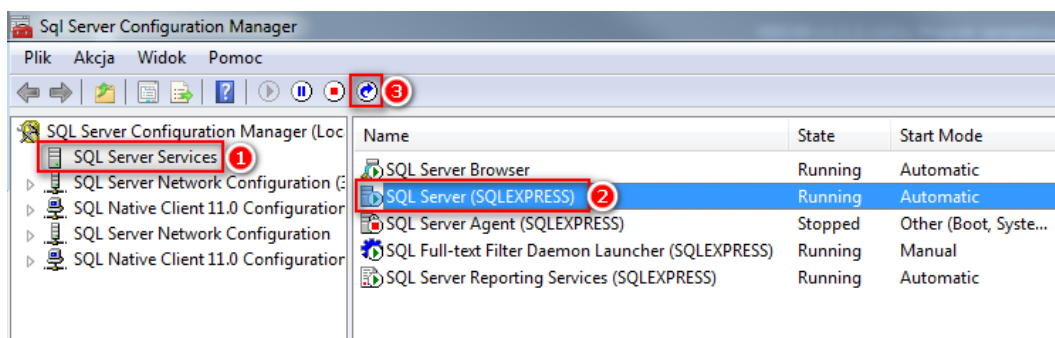 Sql Server Configuration Manager
Plik Akcja Widok Pomoc
3
SQL Server Configuration Manager (Loc
SQL Server Services 1
SQL Server Network Configuration (3
SQL Native Client 11.0 Configuration
SQL Server Network Configuration
SQL Native Client 11.0 Configuration
Name State Start Mode
SQL Server Browser Running Automatic
SQL Server (SQLEXPRESS) 2 Running Automatic
SQL Server Agent (SQLEXPRESS) Stopped Other (Boot, Syste...
SQL Full-text Filter Daemon Launcher (SQLEXPRESS) Running Manual
SQL Server Reporting Services (SQLEXPRESS) Running Automatic